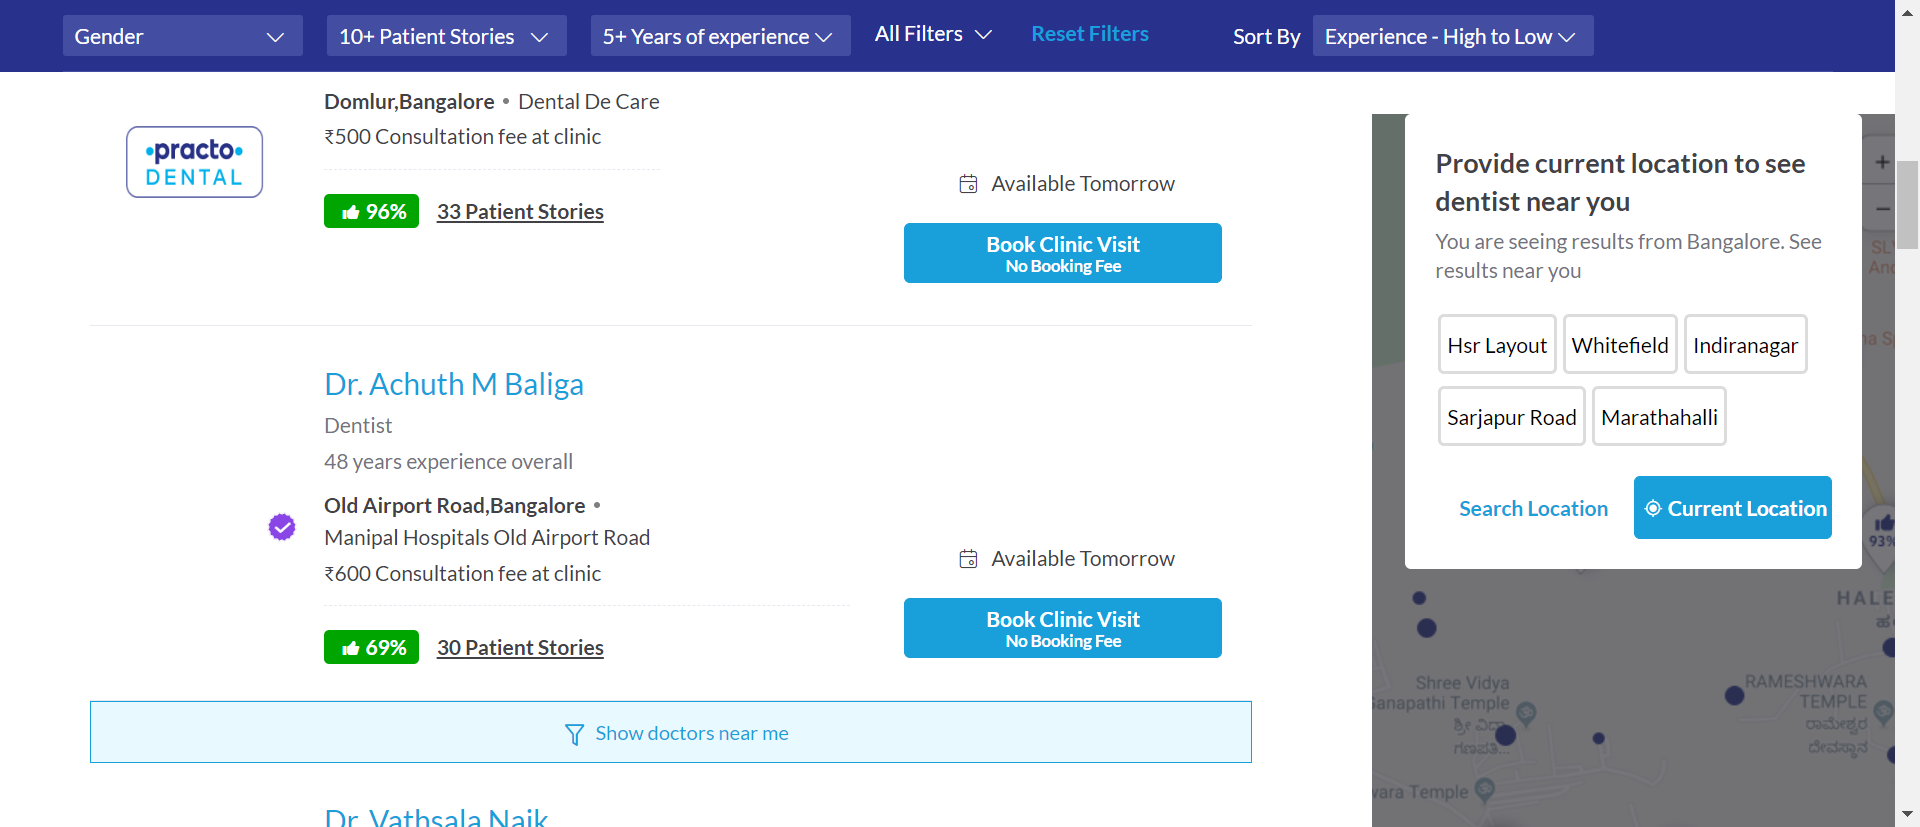 Gender
10+ Patient Stories
5+ Years of experience
All Filters
Reset Filters
Sort By
Experience - High to Low
Domlur,Bangalore • Dental De Care
₹500 Consultation fee at clinic
•practo•
DENTAL
96%
33 Patient Stories
Available Tomorrow
Book Clinic Visit
No Booking Fee
Dr. Achuth M Baliga
Dentist
48 years experience overall
Old Airport Road,Bangalore •
Manipal Hospitals Old Airport Road
₹600 Consultation fee at clinic
69%
30 Patient Stories
Available Tomorrow
Book Clinic Visit
No Booking Fee
Show doctors near me
Dr. Vathsala Naik
Provide current location to see
dentist near you
You are seeing results from Bangalore. See
results near you
Hsr Layout
Whitefield
Indiranagar
Sarjapur Road
Marathahalli
Search Location
Current Location
93%
HALE
Shree Vidya
Ganapathi Temple
ಶ್ರೀ ವಿದ್ಯಾ
ಗಣಪತಿ...
RAMESHWARA
TEMPLE
ರಾಮೇಶ್ವರ
ದೇವಸ್ಥಾನ
Temple